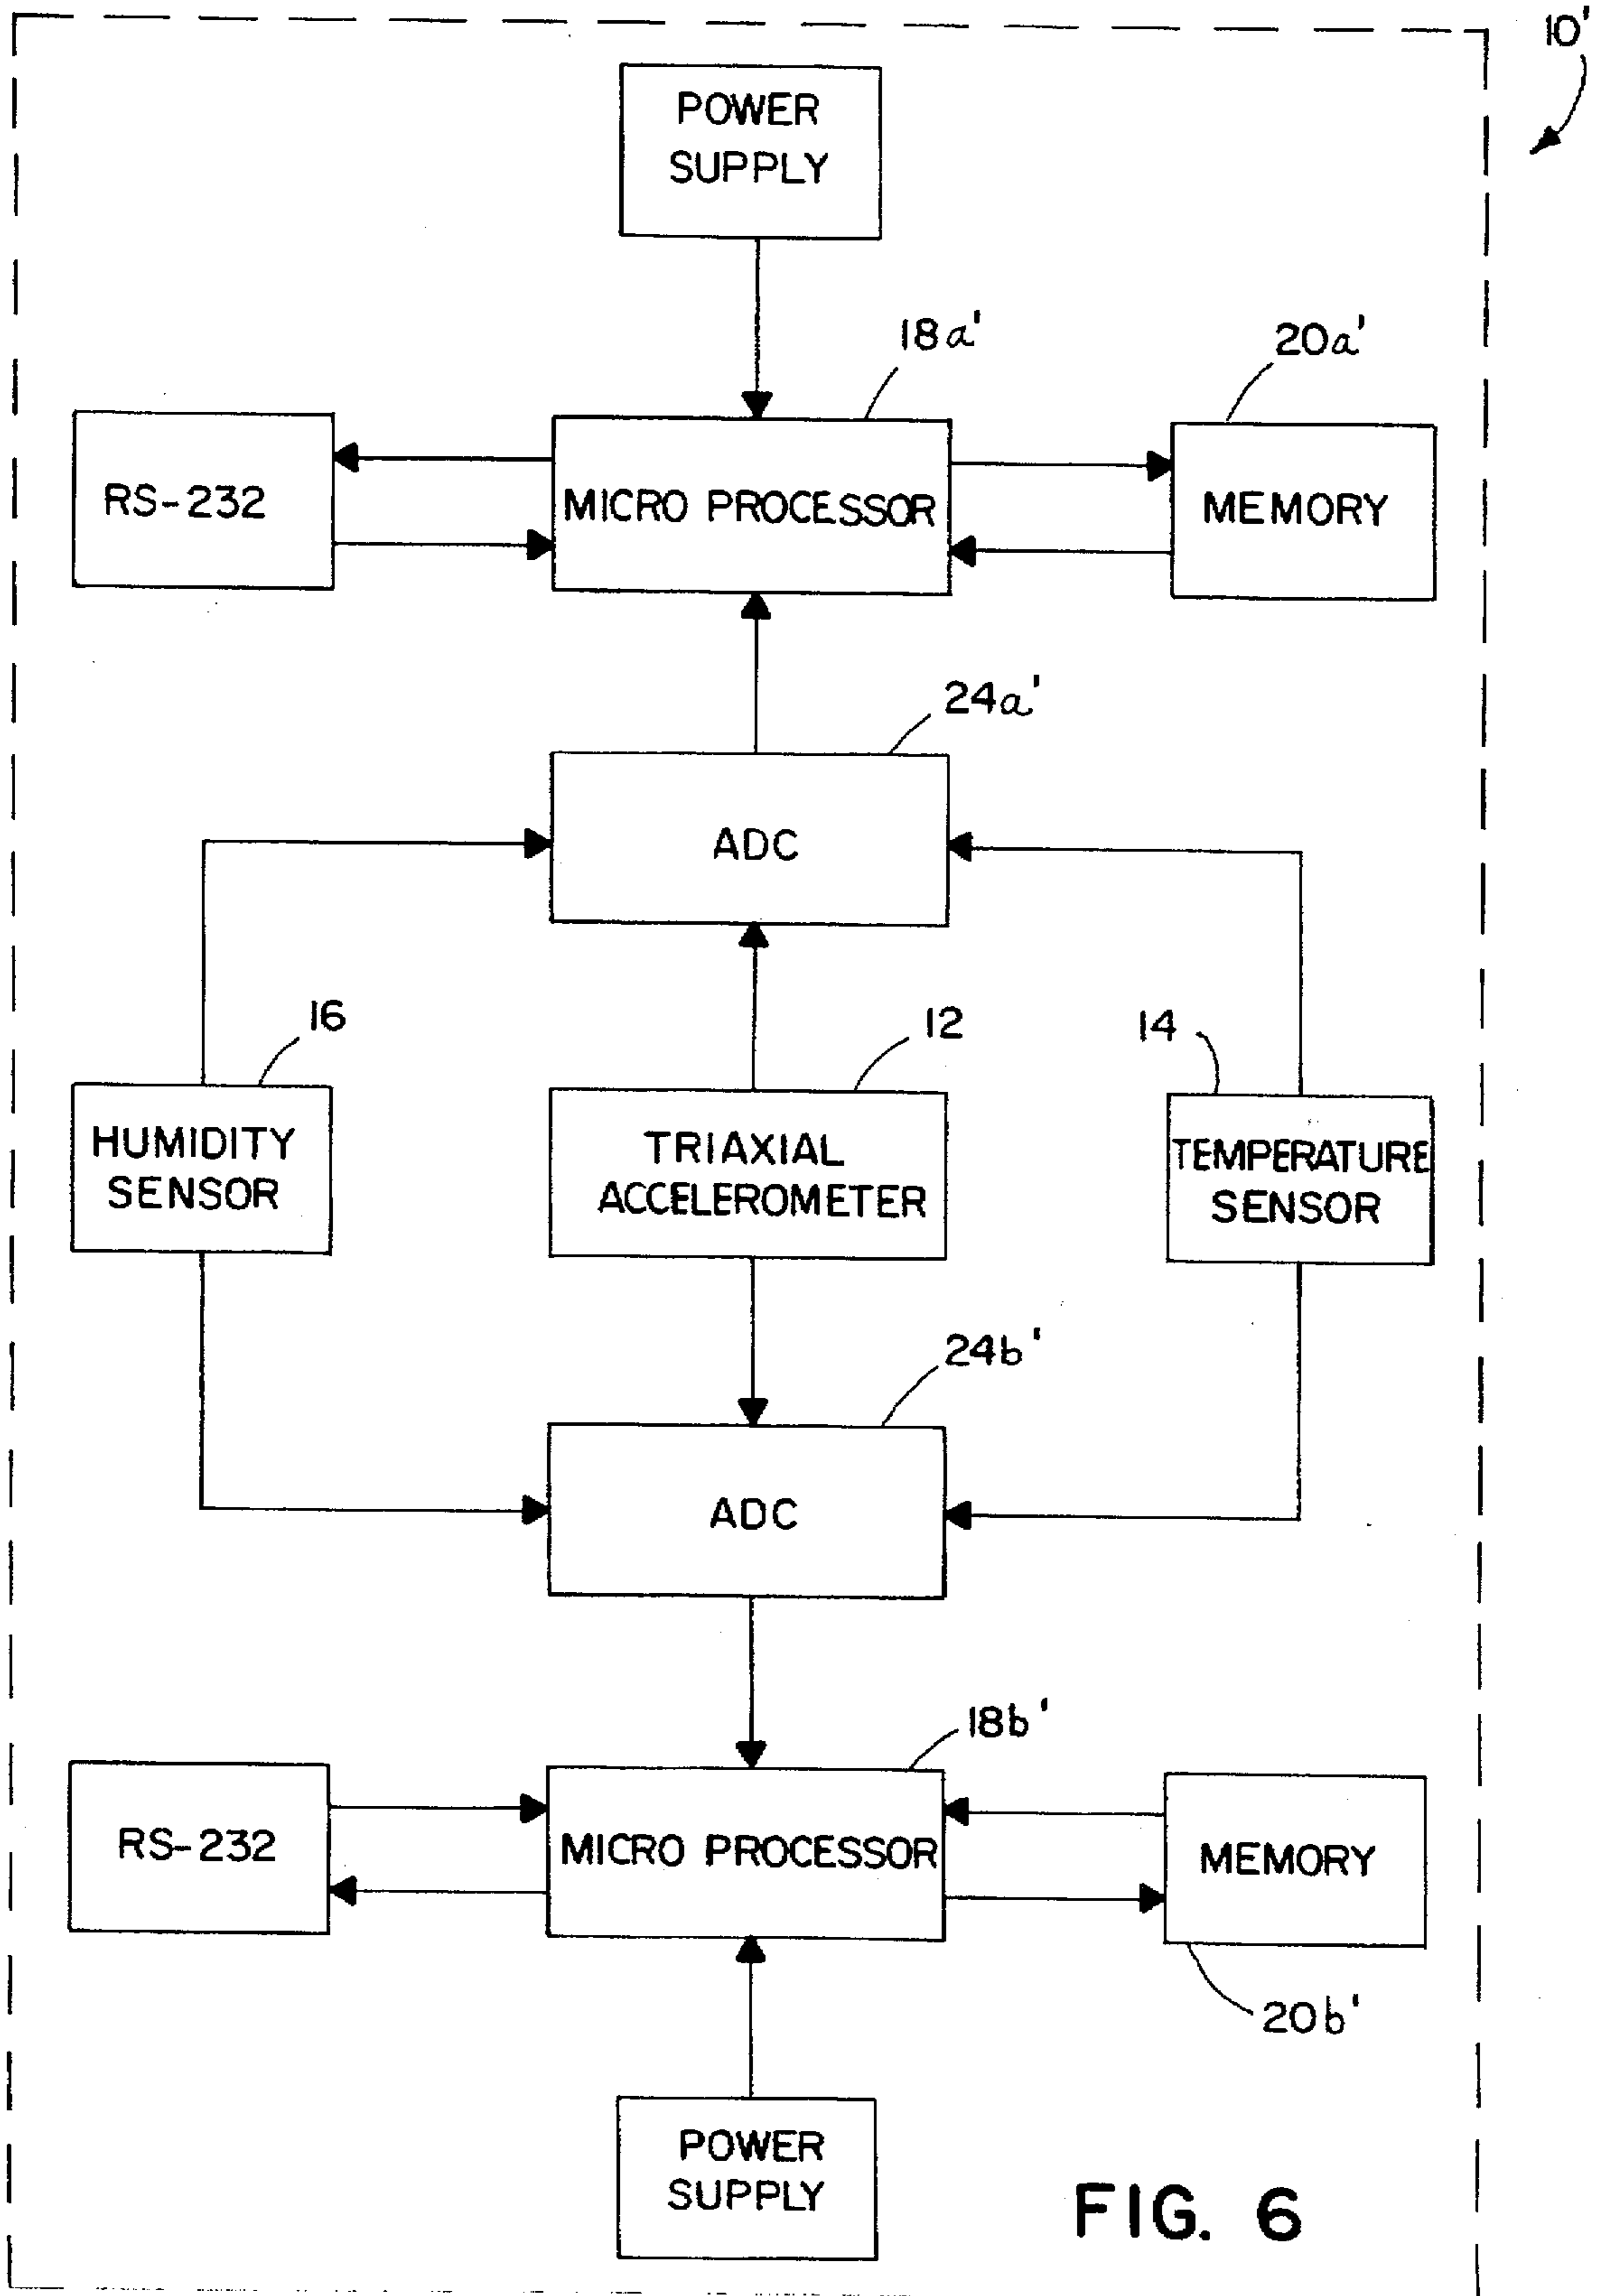 10'
POWER
SUPPLY
18a'
20a'
RS-232
MICRO PROCESSOR
MEMORY
24a'
ADC
16
12
14
HUMIDITY
SENSOR
TRIAXIAL
ACCELEROMETER
TEMPERATURE
SENSOR
24b'
ADC
18b'
RS-232
MICRO PROCESSOR
MEMORY
20b'
POWER
SUPPLY
FIG. 6